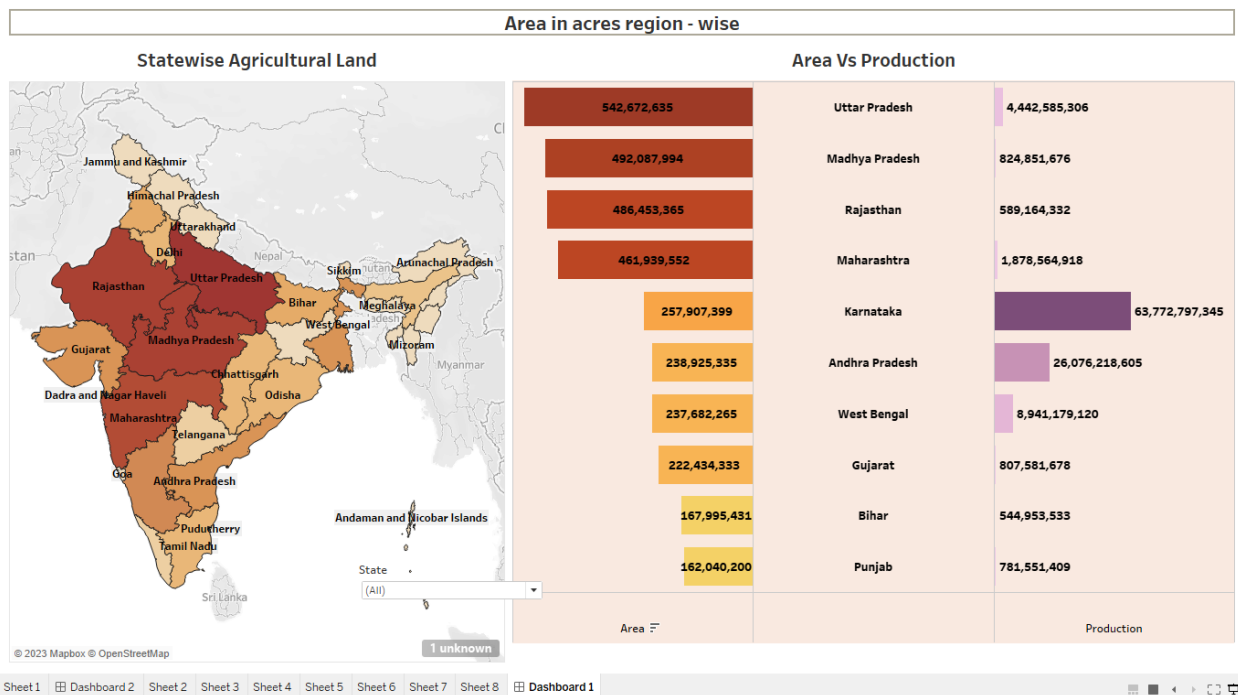 Area in acres region - wise
Statewise Agricultural Land
Jammu and Kashmir
Himachal Pradesh
Uttarakhand
stan
Delhi
Nepal
Sikkim
Arunachal Pradesh
Uttar Pradesh
Rajasthan
Bihar
Meghalaya
adesh
West Bengal
Madhya Pradesh
Mizoram
Gujarat
Myanmar
Chhattisgarh
Dadra and Nagar Haveli
Odisha
Maharashtra
Telangana
Goa
Andhra Pradesh
Andaman and Nicobar Islands
Puducherry
Tamil Nadu
Sri Lanka
State
(All)
1 unknown
© 2023 Mapbox © OpenStreetMap
Area Vs Production
542,672,635 Uttar Pradesh 4,442,585,306
492,087,994 Madhya Pradesh 824,851,676
486,453,365 Rajasthan 589,164,332
461,939,552 Maharashtra 1,878,564,918
257,907,399 Karnataka 63,772,797,345
238,925,335 Andhra Pradesh 26,076,218,605
237,682,265 West Bengal 8,941,179,120
222,434,333 Gujarat 807,581,678
167,995,431 Bihar 544,953,533
162,040,200 Punjab 781,551,409
Area Production
Sheet 1 Dashboard 2 Sheet 2 Sheet 3 Sheet 4 Sheet 5 Sheet 6 Sheet 7 Sheet 8 Dashboard 1